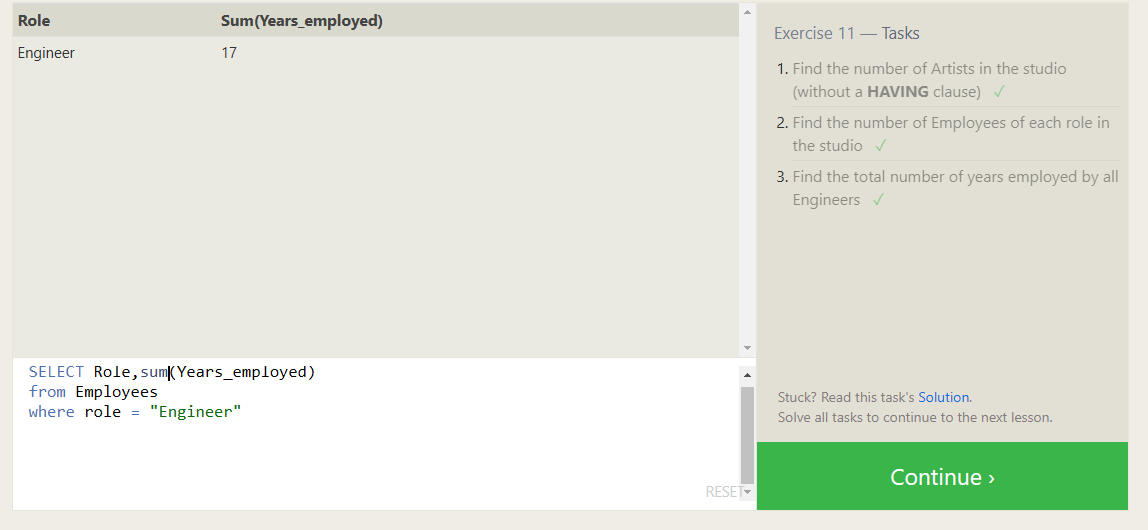 Role Sum(Years_employed)
Engineer 17
SELECT Role,sum(Years_employed)
from Employees
where role = "Engineer"
RESET
Exercise 11 — Tasks
1. Find the number of Artists in the studio
(without a HAVING clause) ✓
2. Find the number of Employees of each role in
the studio ✓
3. Find the total number of years employed by all
Engineers ✓
Stuck? Read this task's Solution.
Solve all tasks to continue to the next lesson.
Continue ›